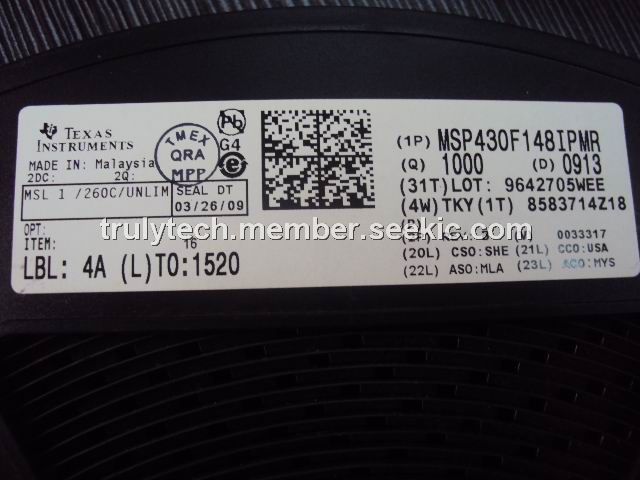 TEXAS INSTRUMENTS
MADE IN: Malaysia
2DC: 2Q:
MSL 1 /260C/UNLIM
SEAL DT
03/26/09
OPT:
ITEM: 16
LBL: 4A (L)TO:1520
TMEX
QRA
MPP
Pb
G4
e
(1P) MSP430F148IPMR
(Q) 1000 (D) 0913
(31T)LOT: 9642705WEE
(4W)TKY(1T) 8583714Z18
0033317
(20L) CSO:SHE (21L) CCO:USA
(22L) ASO:MLA (23L) ACO:MYS
trulytech.member.seekic.com